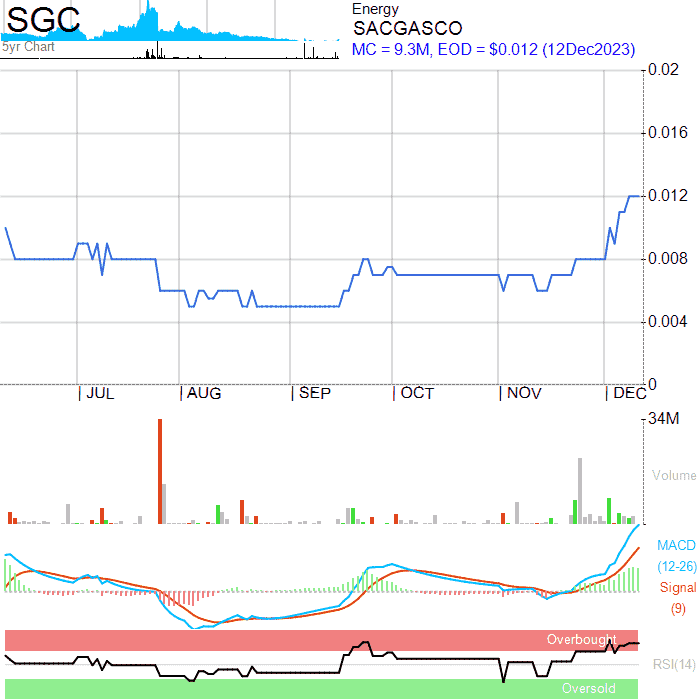 SGC
5yr Chart
Energy
SACGASCO
MC = 9.3M, EOD = $0.012 (12Dec2023)
0.02
0.016
0.012
0.008
0.004
0
JUL
AUG
SEP
OCT
NOV
DEC
34M
Volume
MACD
(12-26)
Signal
(9)
Overbought
RSI(14)
Oversold